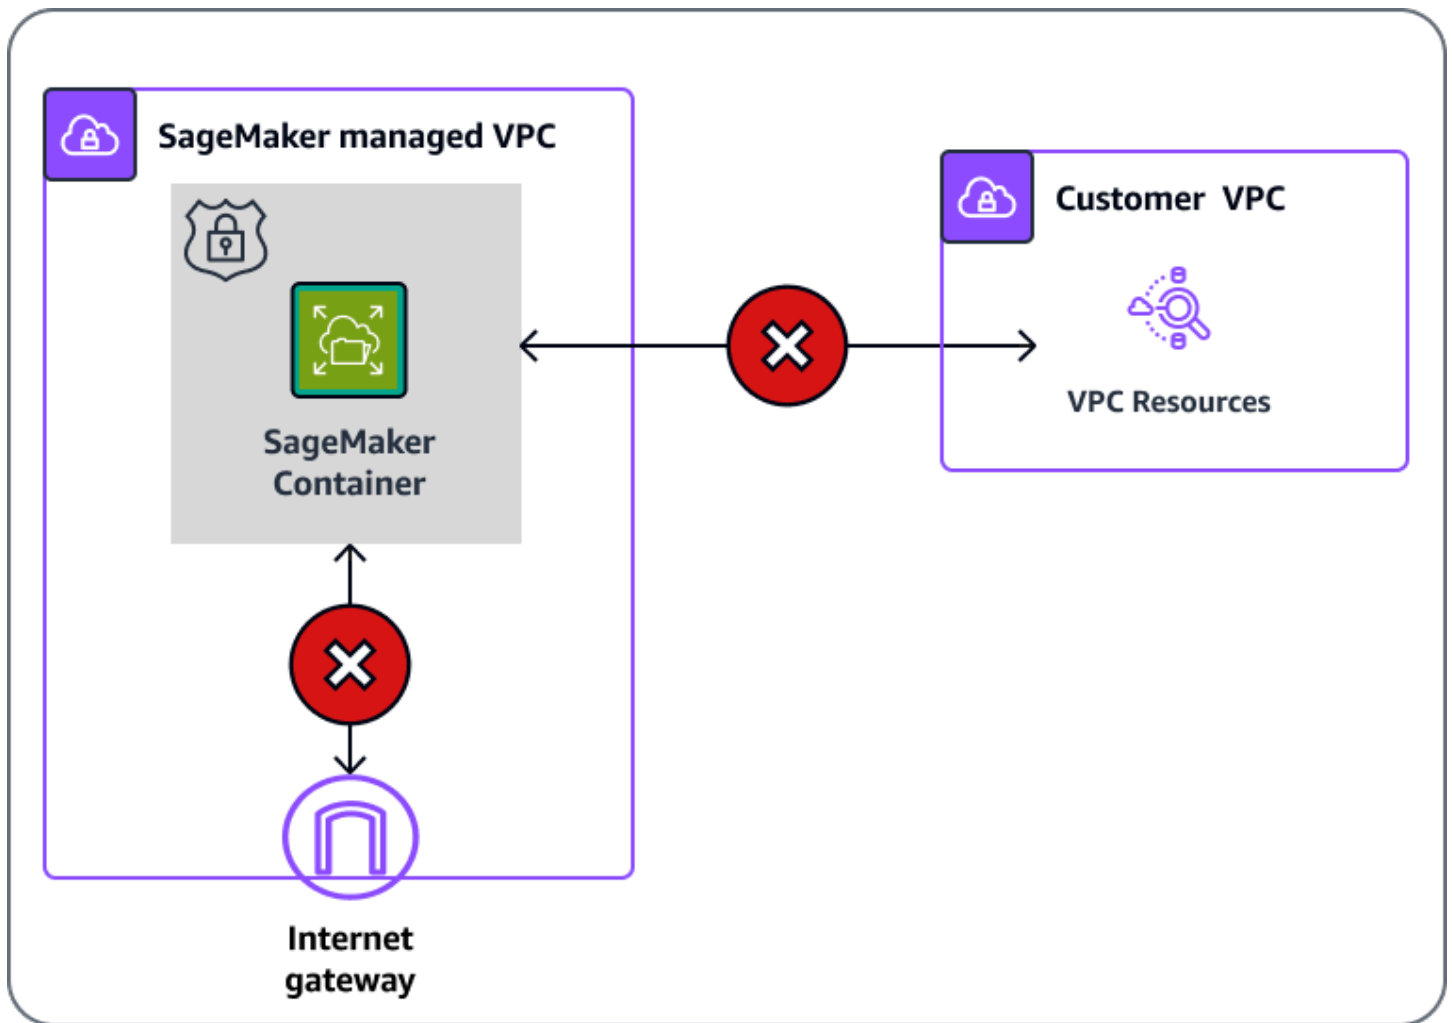 SageMaker managed VPC
Customer VPC
VPC Resources
SageMaker
Container
Internet
gateway